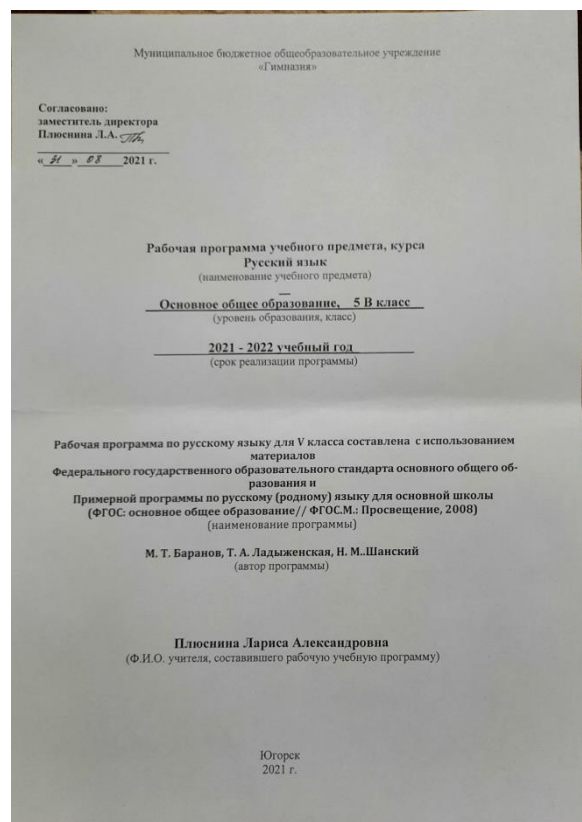 Муниципальное бюджетное общеобразовательное учреждение
«Гимназия»
Согласовано:
заместитель директора
Плюснина Л.А.
«31» 08 2021 г.
Рабочая программа учебного предмета, курса
Русский язык
(наименование учебного предмета)
Основное общее образование, 5 В класс
(уровень образования, класс)
2021 - 2022 учебный год
(срок реализации программы)
Рабочая программа по русскому языку для V класса составлена с использованием
материалов
Федерального государственного образовательного стандарта основного общего об-
разования и
Примерной программы по русскому (родному) языку для основной школы
(ФГОС: основное общее образование// ФГОС.М.: Просвещение, 2008)
(наименование программы)
М. Т. Баранов, Т. А. Ладыженская, Н. М..Шанский
(автор программы)
Плюснина Лариса Александровна
(Ф.И.О. учителя, составившего рабочую учебную программу)
Югорск
2021 г.